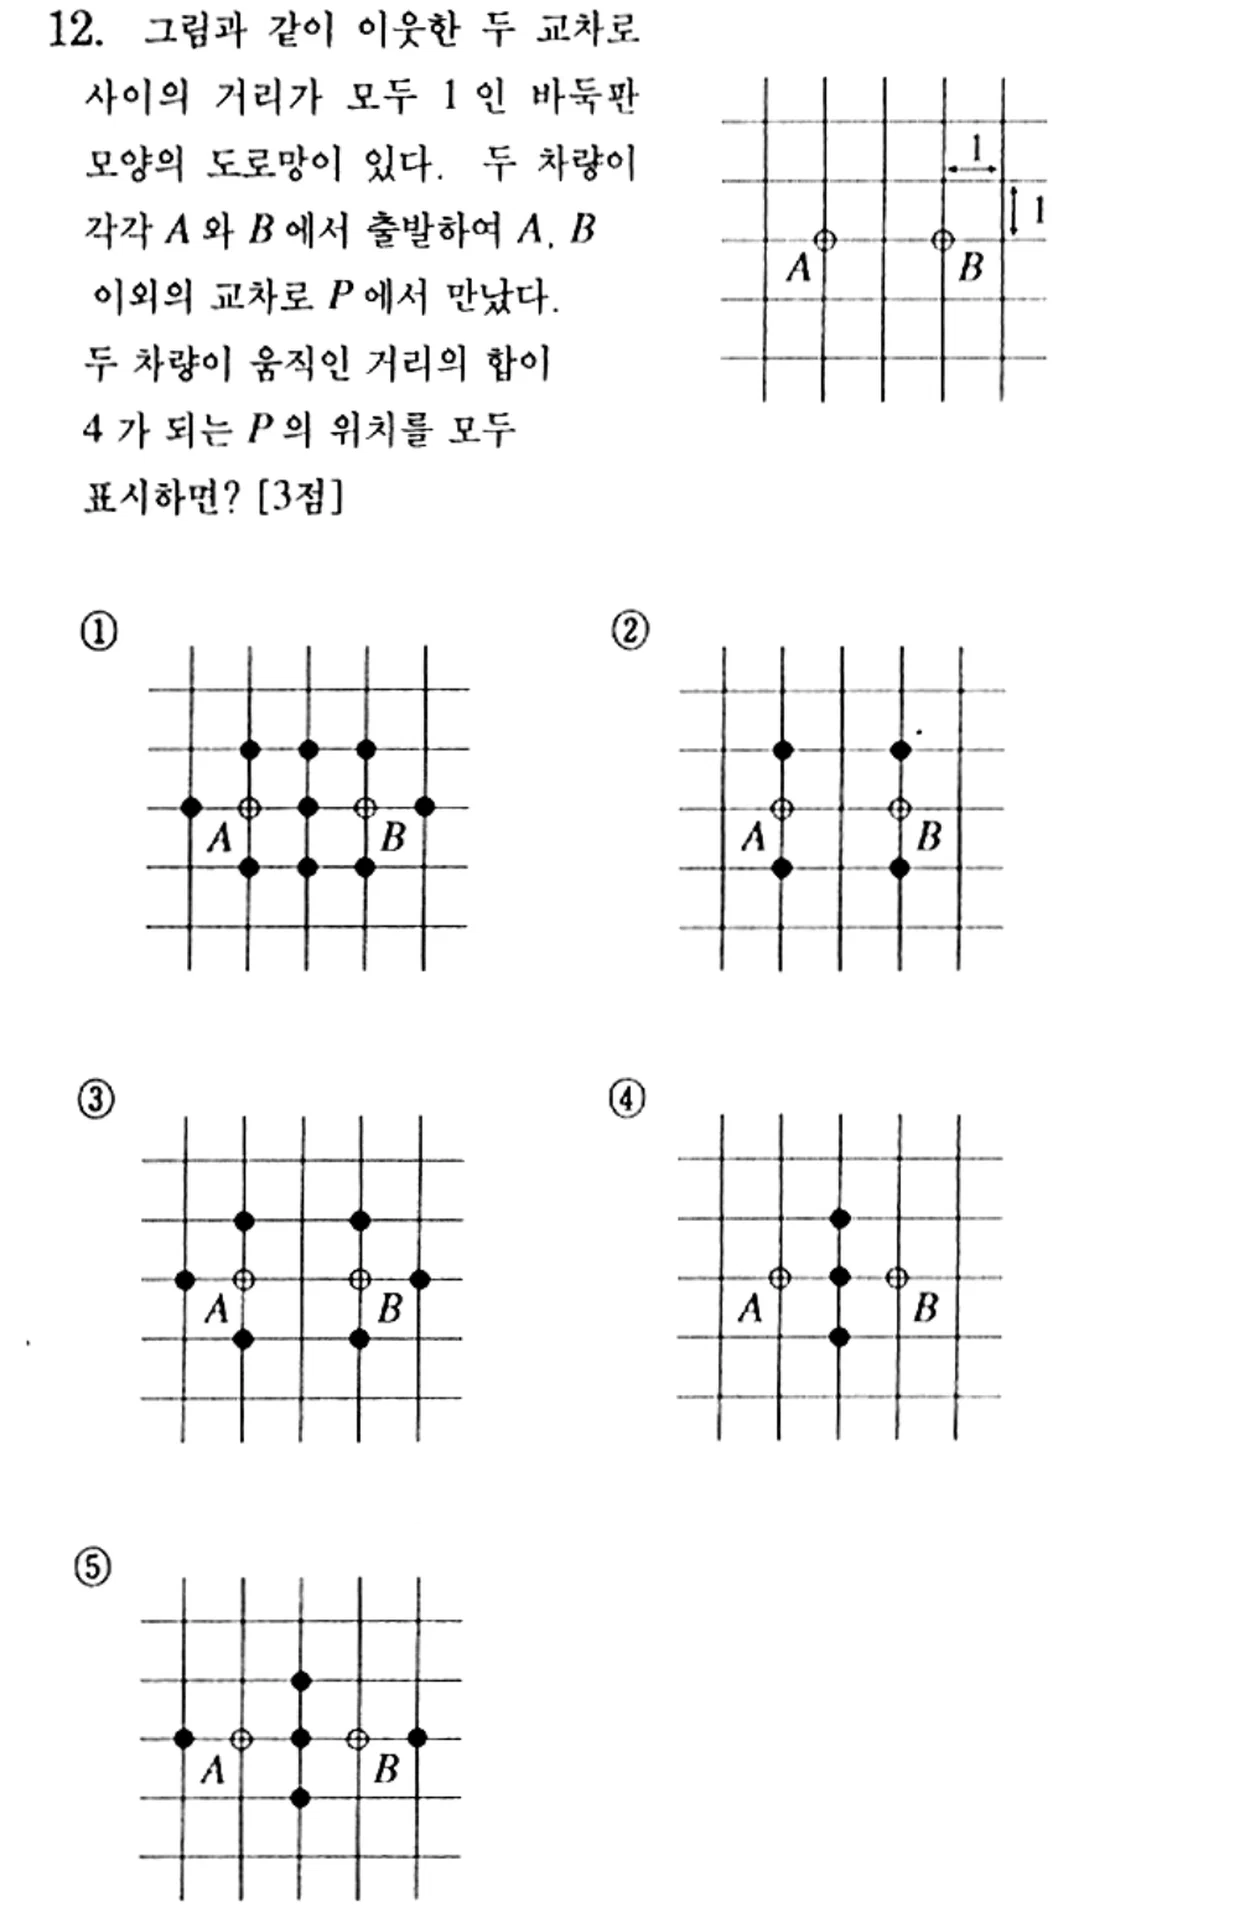 12. 그림과 같이 이웃한 두 교차로
사이의 거리가 모두 1 인 바둑판
모양의 도로망이 있다. 두 차량이
각각 A 와 B 에서 출발하여 A, B
이외의 교차로 P 에서 만났다.
두 차량이 움직인 거리의 합이
4 가 되는 P 의 위치를 모두
표시하면? [3점]
1
1
A B
①
A B
②
A B
③
A B
④
A B
⑤
A B